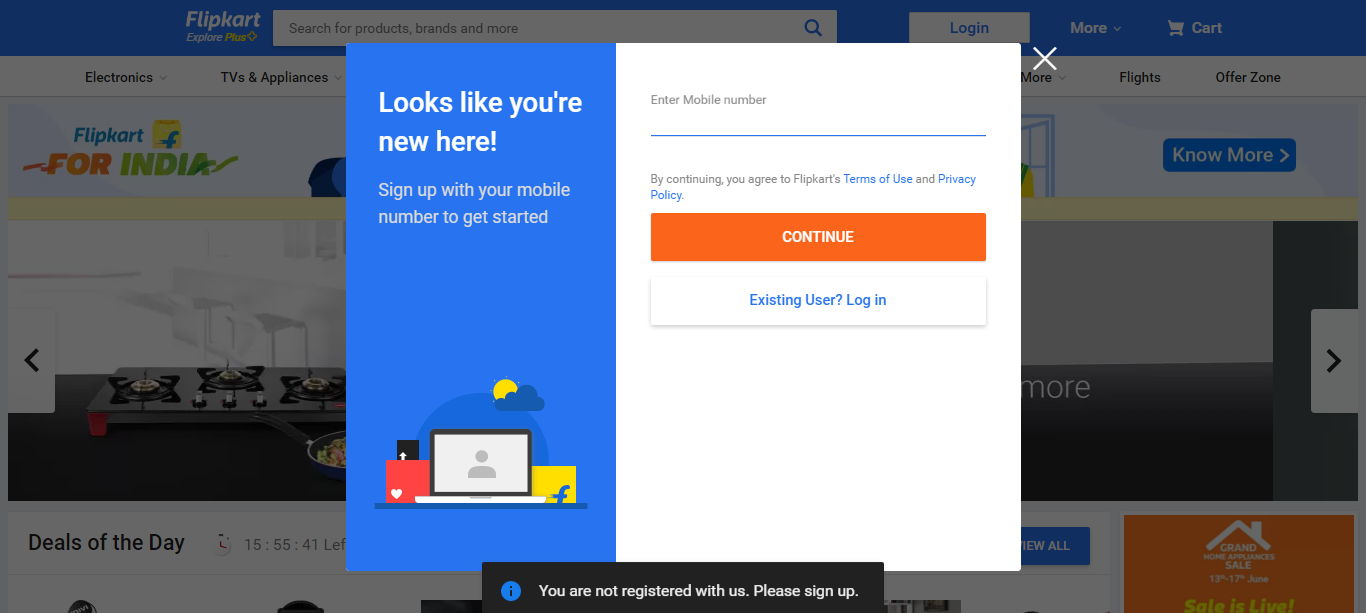 Flipkart
Explore Plus
Search for products, brands and more
Login
More
Cart
Electronics
TVs & Appliances
More
Flights
Offer Zone
Flipkart
FOR INDIA
Know More
Looks like you're
new here!
Sign up with your mobile
number to get started
Enter Mobile number
By continuing, you agree to Flipkart's Terms of Use and Privacy
Policy.
CONTINUE
Existing User? Log in
more
Deals of the Day
15 : 55 : 41 Lef
VIEW ALL
GRAND
HOME APPLIANCES
SALE
13th-17th June
Sale is Live!
You are not registered with us. Please sign up.